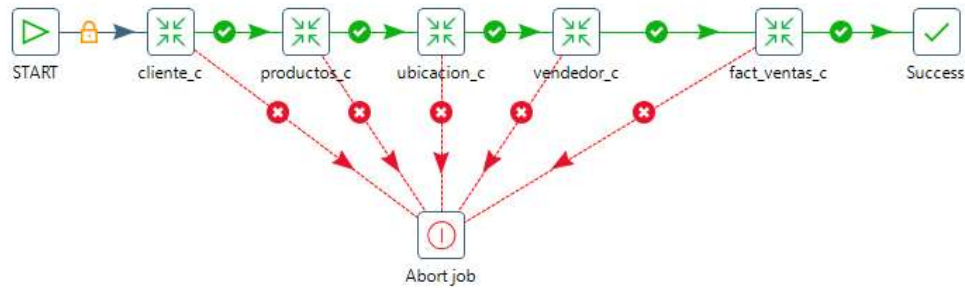 START
cliente_c
productos_c
ubicacion_c
vendedor_c
fact_ventas_c
Success
Abort job